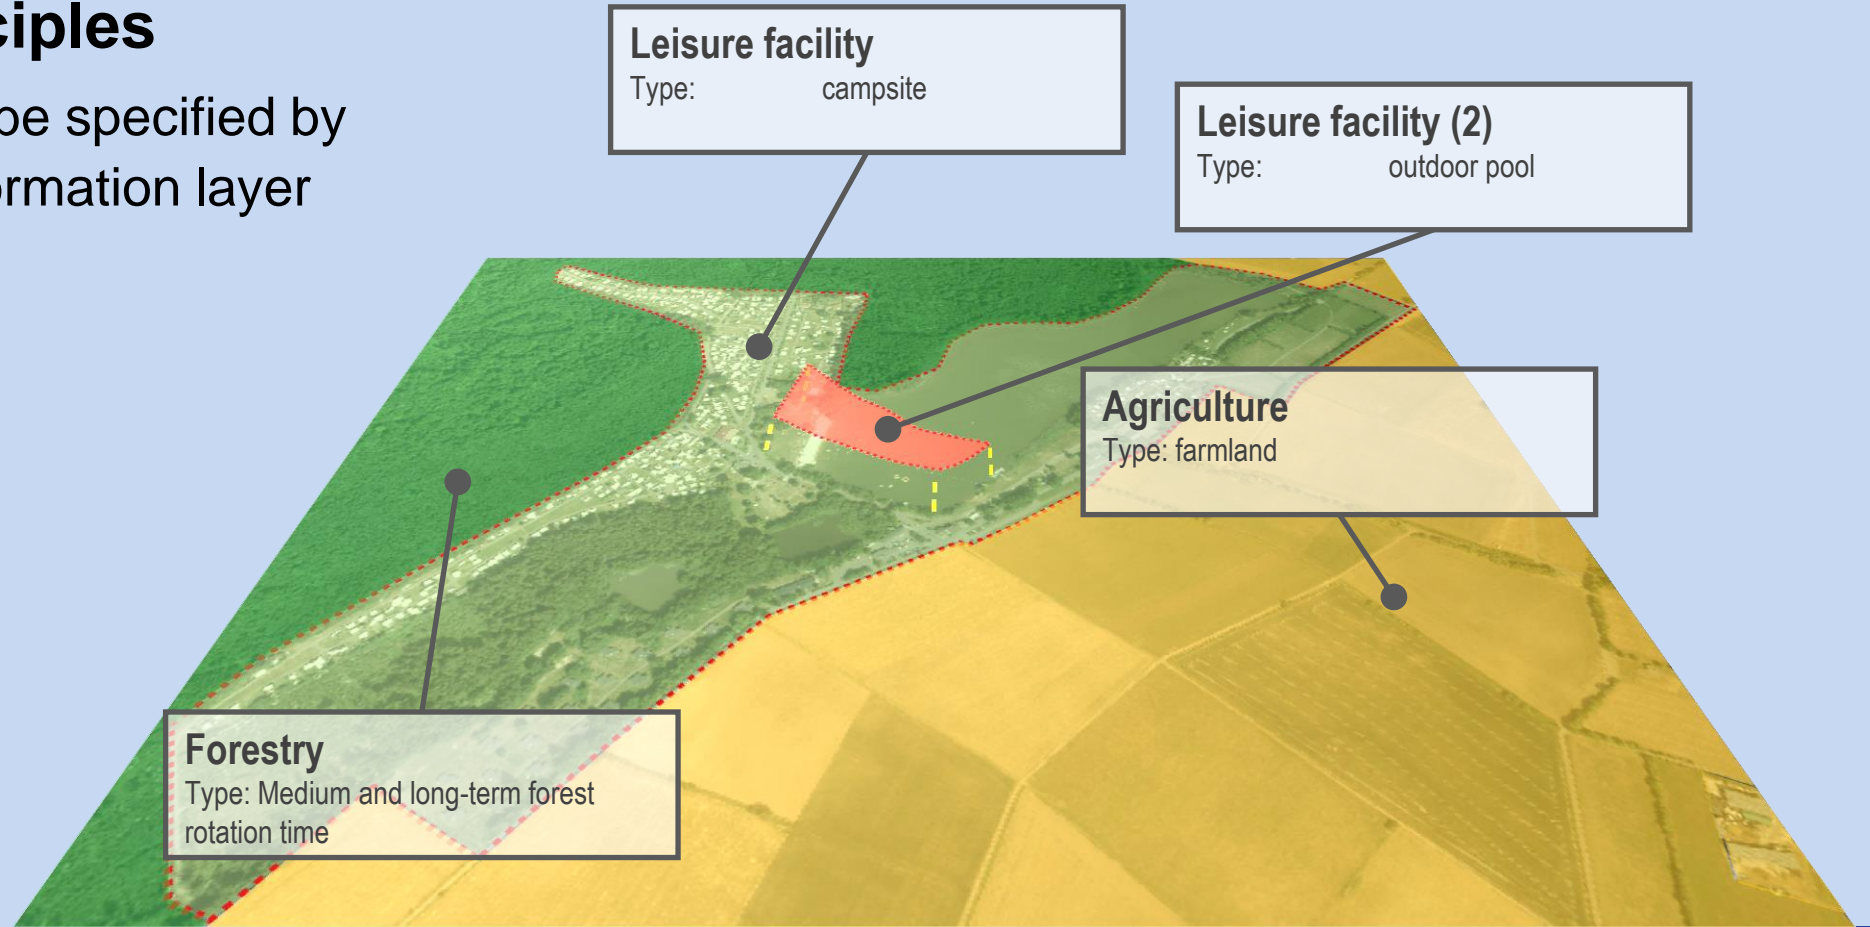 ciples
be specified by
ormation layer
Leisure facility
Type: campsite
Leisure facility (2)
Type: outdoor pool
Agriculture
Type: farmland
Forestry
Type: Medium and long-term forest
rotation time